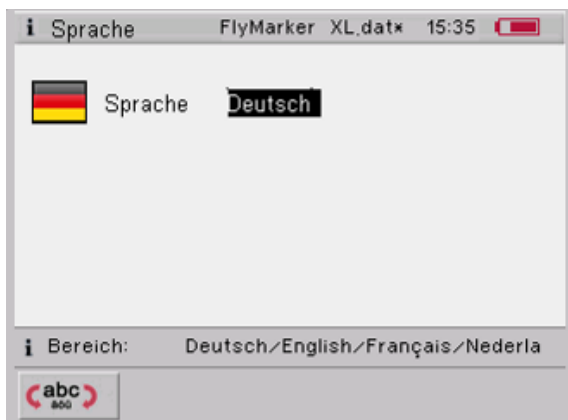 i Sprache FlyMarker XL.dat* 15:35
Sprache Deutsch
i Bereich: Deutsch/English/Français/Nederla
abc